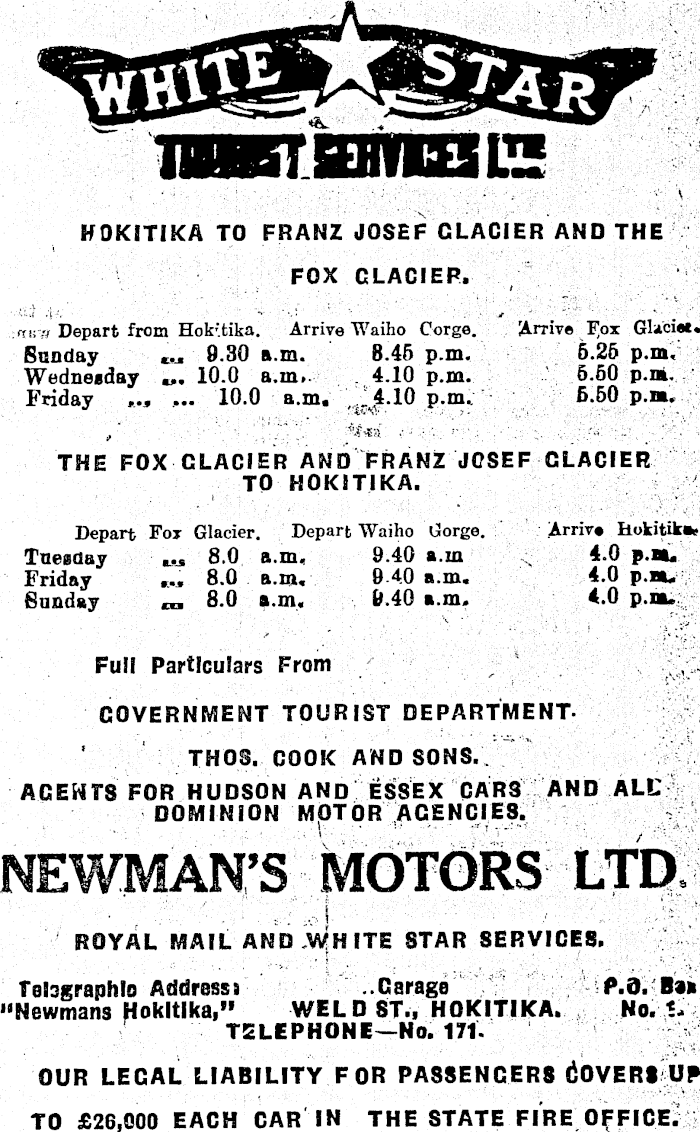 WHITE STAR
TOURIST SERVICES LTD
HOKITIKA TO FRANZ JOSEF GLACIER AND THE
FOX GLACIER.
Depart from Hokitika. Arrive Waiho Gorge. Arrive Fox Glacier.
Sunday ... 9.30 a.m. 3.45 p.m. 5.25 p.m.
Wednesday ... 10.0 a.m. 4.10 p.m. 5.50 p.m.
Friday ... ... 10.0 a.m. 4.10 p.m. 5.50 p.m.
THE FOX GLACIER AND FRANZ JOSEF GLACIER
TO HOKITIKA.
Depart Fox Glacier. Depart Waiho Gorge. Arrive Hokitika.
Tuesday ... 8.0 a.m. 9.40 a.m 4.0 p.m.
Friday ... 8.0 a.m. 9.40 a.m. 4.0 p.m.
Sunday ... 8.0 a.m. 9.40 a.m. 4.0 p.m.
Full Particulars From
GOVERNMENT TOURIST DEPARTMENT.
THOS. COOK AND SONS.
AGENTS FOR HUDSON AND ESSEX CARS AND ALL
DOMINION MOTOR AGENCIES.
NEWMAN'S MOTORS LTD.
ROYAL MAIL AND WHITE STAR SERVICES.
Telegraphic Address: Garage P.O. Box
"Newmans Hokitika," WELD ST., HOKITIKA. No.
TELEPHONE—No. 171.
OUR LEGAL LIABILITY FOR PASSENGERS COVERS UP
TO £26,000 EACH CAR IN THE STATE FIRE OFFICE.